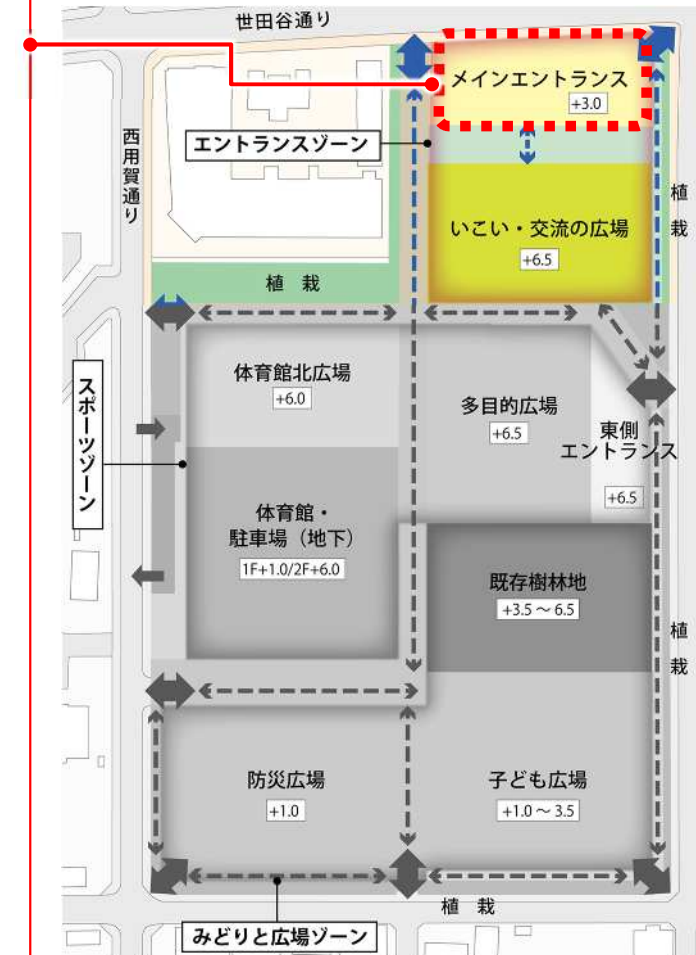 世田谷通り
メインエントランス
+3.0
エントランスゾーン
西用賀通り
植栽
いこい・交流の広場
+6.5
植 栽
体育館北広場
+6.0
多目的広場
+6.5
スポーツゾーン
東側
エントランス
+6.5
体育館・
駐車場（地下）
1F+1.0/2F+6.0
既存樹林地
+3.5～6.5
植栽
防災広場
+1.0
子ども広場
+1.0～3.5
植 栽
みどりと広場ゾーン